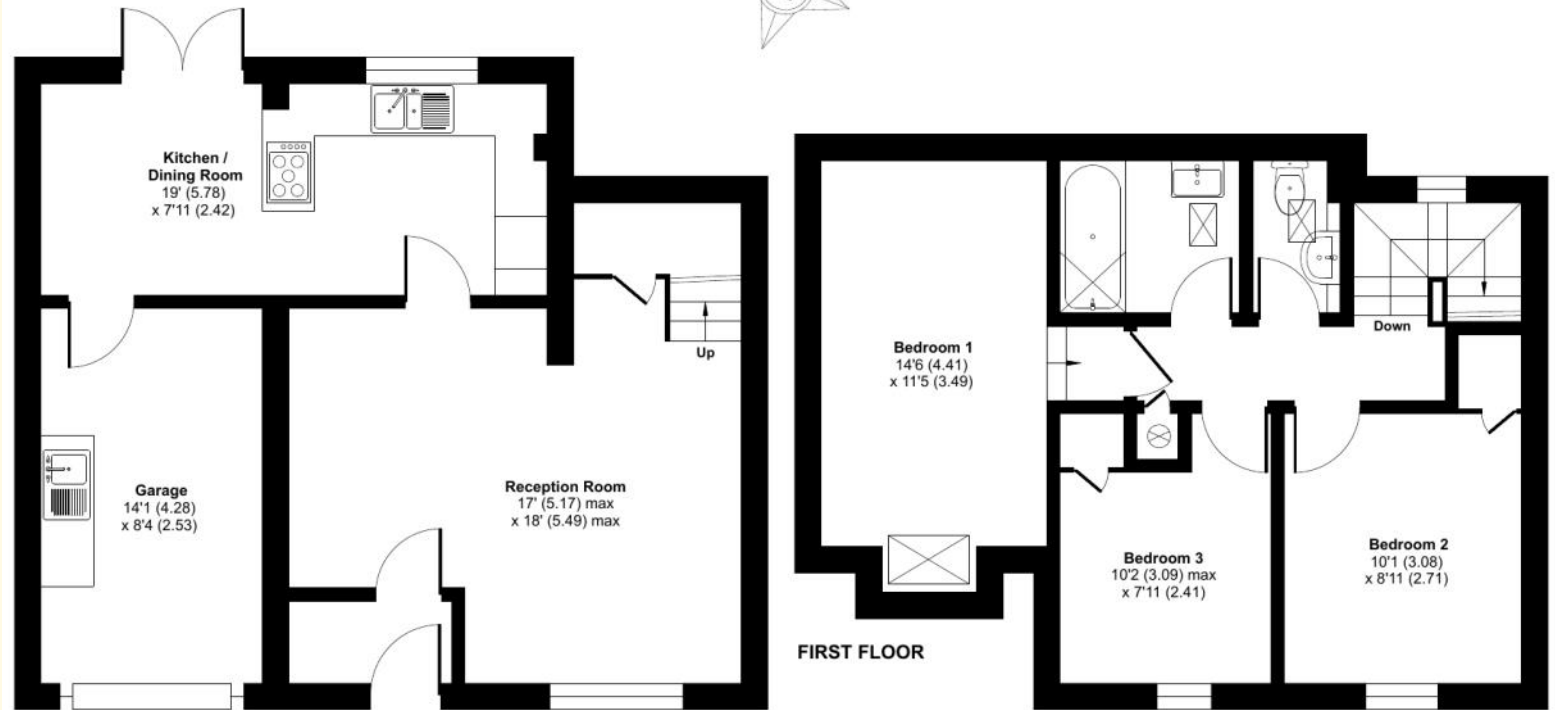 Kitchen /
Dining Room
19' (5.78)
x 7'11 (2.42)
Up
Garage
14'1 (4.28)
x 8'4 (2.53)
Reception Room
17' (5.17) max
x 18' (5.49) max
Bedroom 1
14'6 (4.41)
x 11'5 (3.49)
Down
Bedroom 3
10'2 (3.09) max
x 7'11 (2.41)
Bedroom 2
10'1 (3.08)
x 8'11 (2.71)
FIRST FLOOR